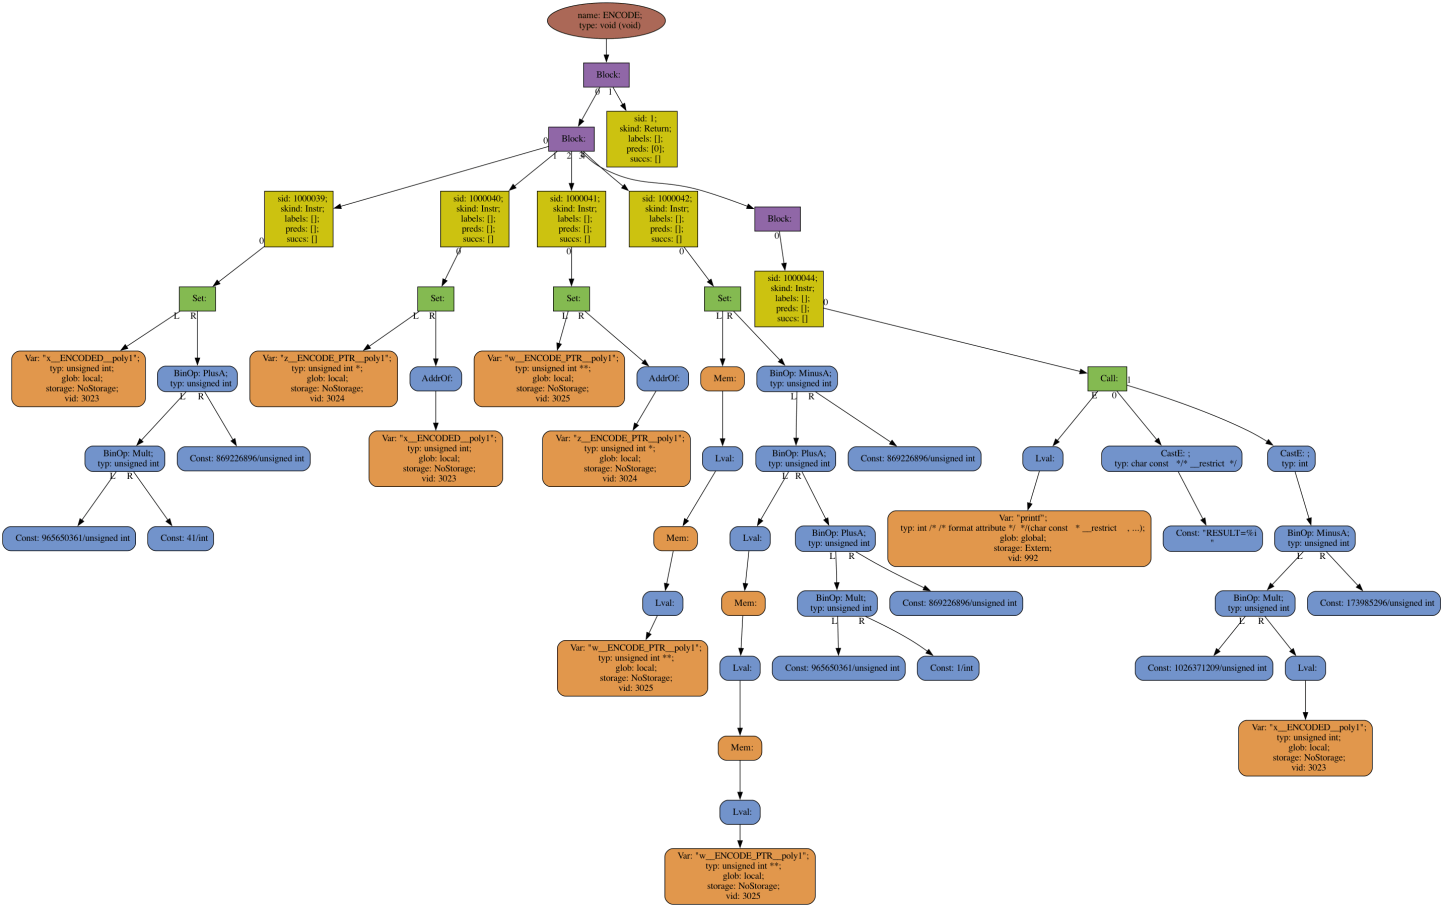 name: ENCODE;
type: void (void)
Block:
0
1
Block:
sid: 1;
skind: Return;
labels: [];
preds: [0];
succs: []
0
1
2
3
4
sid: 1000039;
skind: Instr;
labels: [];
preds: [];
succs: []
0
sid: 1000040;
skind: Instr;
labels: [];
preds: [];
succs: []
0
sid: 1000041;
skind: Instr;
labels: [];
preds: [];
succs: []
0
sid: 1000042;
skind: Instr;
labels: [];
preds: [];
succs: []
0
Block:
0
sid: 1000044;
skind: Instr;
labels: [];
preds: [];
succs: []
0
Set:
L
R
Set:
L
R
Set:
L
R
Set:
L
R
Var: "x__ENCODED__poly1";
typ: unsigned int;
glob: local;
storage: NoStorage;
vid: 3023
BinOp: PlusA;
typ: unsigned int
L
R
Var: "z__ENCODE_PTR__poly1";
typ: unsigned int *;
glob: local;
storage: NoStorage;
vid: 3024
AddrOf:
Var: "w__ENCODE_PTR__poly1";
typ: unsigned int **;
glob: local;
storage: NoStorage;
vid: 3025
AddrOf:
Mem:
BinOp: MinusA;
typ: unsigned int
L
R
Call:
E
0
1
BinOp: Mult;
typ: unsigned int
L
R
Const: 869226896/unsigned int
Var: "x__ENCODED__poly1";
typ: unsigned int;
glob: local;
storage: NoStorage;
vid: 3023
Var: "z__ENCODE_PTR__poly1";
typ: unsigned int *;
glob: local;
storage: NoStorage;
vid: 3024
Lval:
BinOp: PlusA;
typ: unsigned int
L
R
Const: 869226896/unsigned int
Lval:
CastE: ;
typ: char const   */* __restrict  */
CastE: ;
typ: int
Const: 965650361/unsigned int
Const: 41/int
Mem:
Lval:
BinOp: PlusA;
typ: unsigned int
L
R
Var: "printf";
typ: int /* /* format attribute */  */(char const   * __restrict    , ...);
glob: global;
storage: Extern;
vid: 992
Const: "RESULT=%i
"
BinOp: MinusA;
typ: unsigned int
L
R
Lval:
Mem:
BinOp: Mult;
typ: unsigned int
L
R
Const: 869226896/unsigned int
BinOp: Mult;
typ: unsigned int
L
R
Const: 173985296/unsigned int
Var: "w__ENCODE_PTR__poly1";
typ: unsigned int **;
glob: local;
storage: NoStorage;
vid: 3025
Lval:
Const: 965650361/unsigned int
Const: 1/int
Const: 1026371209/unsigned int
Lval:
Mem:
Var: "x__ENCODED__poly1";
typ: unsigned int;
glob: local;
storage: NoStorage;
vid: 3023
Lval:
Var: "w__ENCODE_PTR__poly1";
typ: unsigned int **;
glob: local;
storage: NoStorage;
vid: 3025